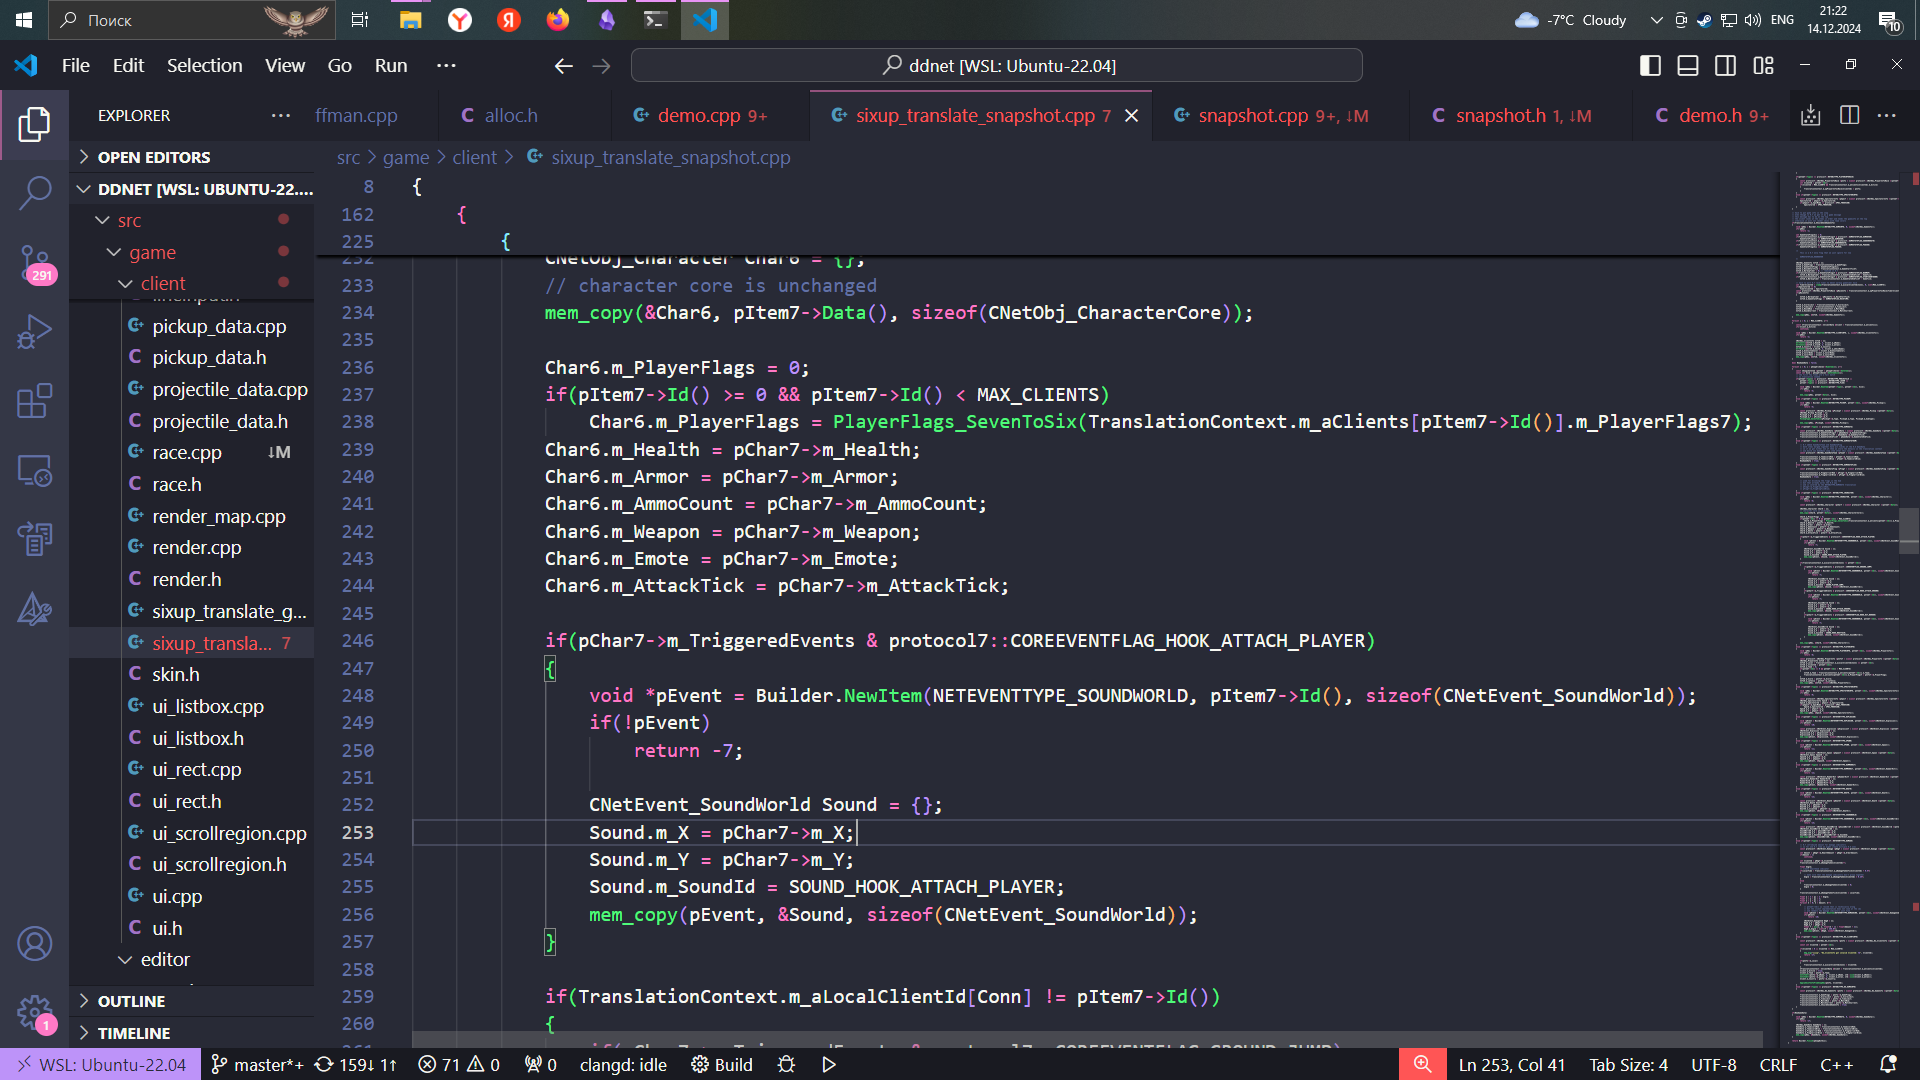 Поиск
-7°C Cloudy
ENG
21:22
14.12.2024
10
File Edit Selection View Go Run
ddnet [WSL: Ubuntu-22.04]
EXPLORER
ffman.cpp
C alloc.h
demo.cpp 9+
sixup_translate_snapshot.cpp 7
snapshot.cpp 9+, ↓M
C snapshot.h 1, ↓M
C demo.h 9+
OPEN EDITORS
src > game > client > sixup_translate_snapshot.cpp
DDNET [WSL: UBUNTU-22....
src
game
client
pickup_data.cpp
C pickup_data.h
projectile_data.cpp
C projectile_data.h
race.cpp ↓M
C race.h
render_map.cpp
render.cpp
C render.h
sixup_translate_g...
sixup_transla... 7
C skin.h
ui_listbox.cpp
C ui_listbox.h
ui_rect.cpp
C ui_rect.h
ui_scrollregion.cpp
C ui_scrollregion.h
ui.cpp
C ui.h
editor
OUTLINE
TIMELINE
291
1
8 {
162 {
225 {
232 CNetObj_Character Char6 = {};
233 // character core is unchanged
234 mem_copy(&Char6, pItem7->Data(), sizeof(CNetObj_CharacterCore));
235
236 Char6.m_PlayerFlags = 0;
237 if(pItem7->Id() >= 0 && pItem7->Id() < MAX_CLIENTS)
238 Char6.m_PlayerFlags = PlayerFlags_SevenToSix(TranslationContext.m_aClients[pItem7->Id()].m_PlayerFlags7);
239 Char6.m_Health = pChar7->m_Health;
240 Char6.m_Armor = pChar7->m_Armor;
241 Char6.m_AmmoCount = pChar7->m_AmmoCount;
242 Char6.m_Weapon = pChar7->m_Weapon;
243 Char6.m_Emote = pChar7->m_Emote;
244 Char6.m_AttackTick = pChar7->m_AttackTick;
245
246 if(pChar7->m_TriggeredEvents & protocol7::COREEVENTFLAG_HOOK_ATTACH_PLAYER)
247 {
248 void *pEvent = Builder.NewItem(NETEVENTTYPE_SOUNDWORLD, pItem7->Id(), sizeof(CNetEvent_SoundWorld));
249 if(!pEvent)
250 return -7;
251
252 CNetEvent_SoundWorld Sound = {};
253 Sound.m_X = pChar7->m_X;
254 Sound.m_Y = pChar7->m_Y;
255 Sound.m_SoundId = SOUND_HOOK_ATTACH_PLAYER;
256 mem_copy(pEvent, &Sound, sizeof(CNetEvent_SoundWorld));
257 }
258
259 if(TranslationContext.m_aLocalClientId[Conn] != pItem7->Id())
260 {
WSL: Ubuntu-22.04
master*+
159↓ 1↑
71 0
0
clangd: idle
Build
Ln 253, Col 41
Tab Size: 4
UTF-8
CRLF
C++